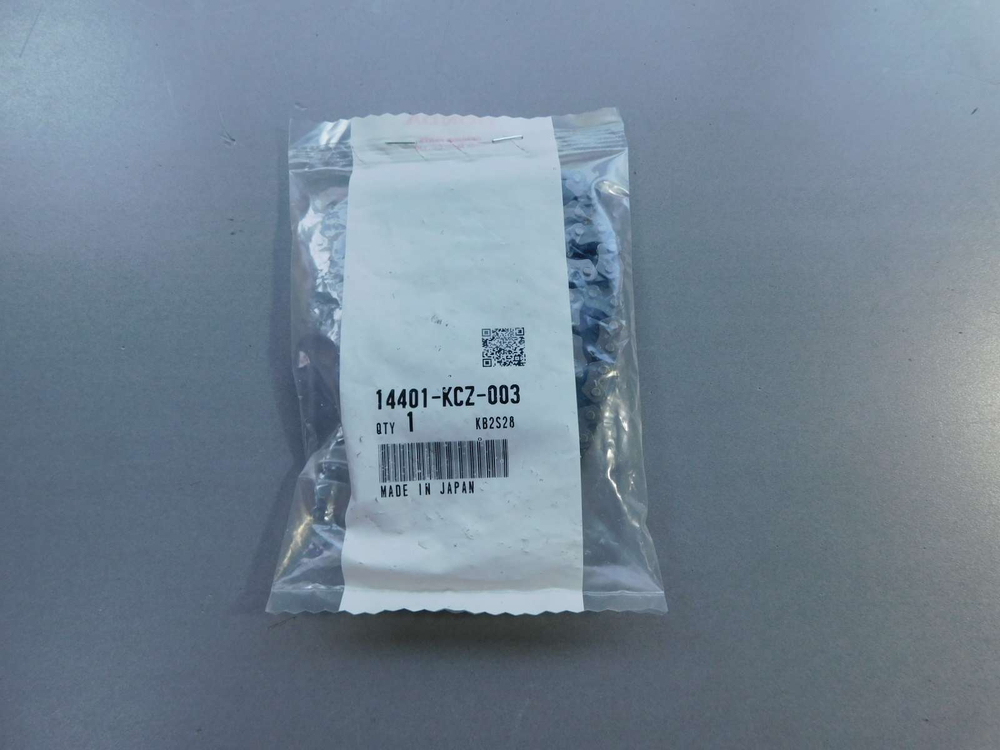 14401-KCZ-003
QTY 1 KB2S28
MADE IN JAPAN